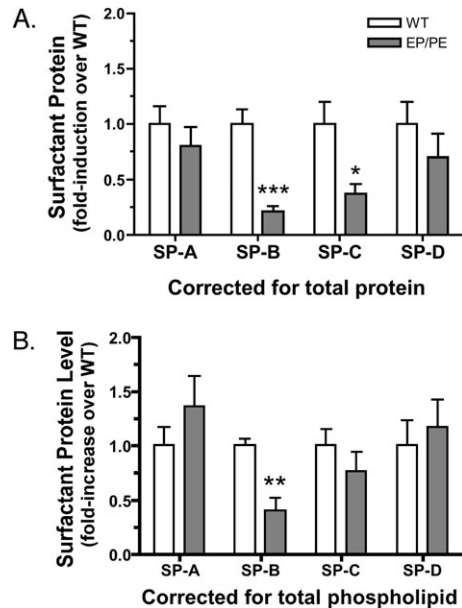 A.
WT
EP/PE
Surfactant Protein
(fold-induction over WT)
2.0
1.5
1.0
0.5
0.0
***
*
SP-A SP-B SP-C SP-D
Corrected for total protein
B.
Surfactant Protein Level
(fold-increase over WT)
2.0
1.5
1.0
0.5
0.0
**
SP-A SP-B SP-C SP-D
Corrected for total phospholipid